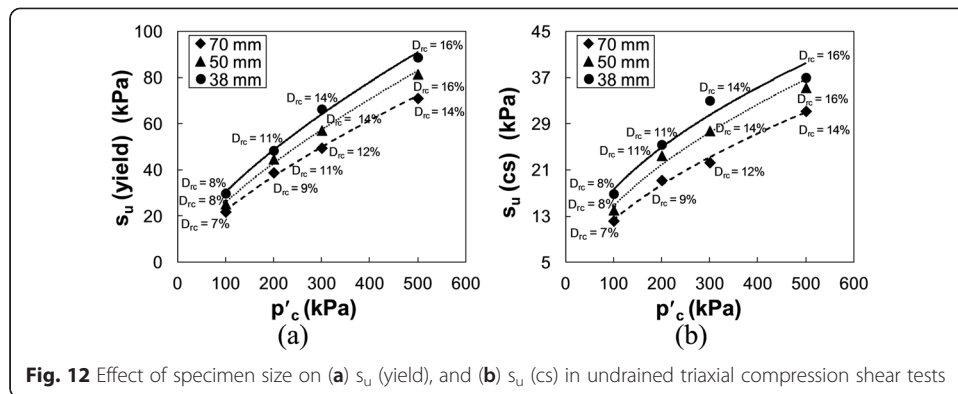 100
80
60
40
20
0
s_u (yield) (kPa)
70 mm
50 mm
38 mm
D_rc = 16%
D_rc = 14%
D_rc = 16%
D_rc = 11%
D_rc = 14%
D_rc = 14%
D_rc = 12%
D_rc = 8%
D_rc = 11%
D_rc = 8%
D_rc = 9%
D_rc = 7%
0 100 200 300 400 500 600
p′_c (kPa)
(a)
45
37
29
21
13
5
s_u (cs) (kPa)
70 mm
50 mm
38 mm
D_rc = 16%
D_rc = 14%
D_rc = 16%
D_rc = 11%
D_rc = 14%
D_rc = 14%
D_rc = 11%
D_rc = 12%
D_rc = 8%
D_rc = 8%
D_rc = 9%
D_rc = 7%
0 100 200 300 400 500 600
p′_c (kPa)
(b)
Fig. 12 Effect of specimen size on (a) s_u (yield), and (b) s_u (cs) in undrained triaxial compression shear tests